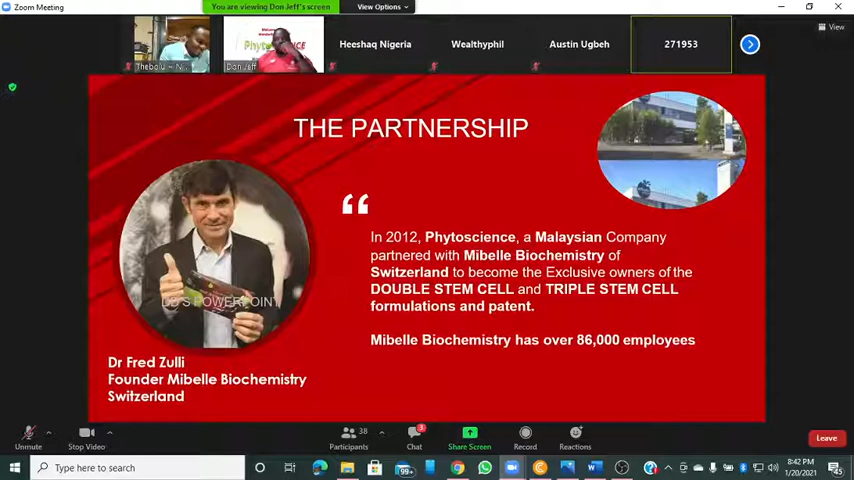 Zoom Meeting
You are viewing Don Jeff's screen
View Options
View
Thebolu ~ Ni...
Don Jeff
Heeshaq Nigeria
Wealthyphil
Austin Ugbeh
271953
THE PARTNERSHIP
“
In 2012, Phytoscience, a Malaysian Company
partnered with Mibelle Biochemistry of
Switzerland to become the Exclusive owners of the
DOUBLE STEM CELL and TRIPLE STEM CELL
formulations and patent.
Mibelle Biochemistry has over 86,000 employees
Dr Fred Zulli
Founder Mibelle Biochemistry
Switzerland
Unmute
Stop Video
38
Participants
3
Chat
Share Screen
Record
Reactions
Leave
Type here to search
99+
8:42 PM
1/20/2021
45